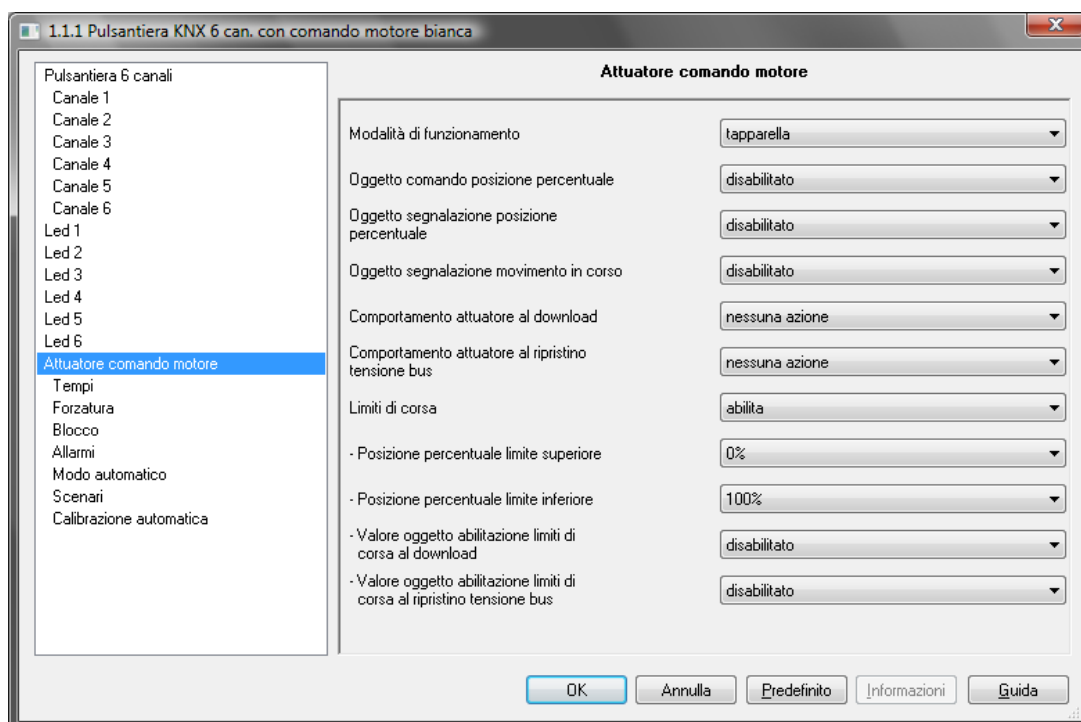 1.1.1 Pulsantiera KNX 6 can. con comando motore bianca
Pulsantiera 6 canali
Canale 1
Canale 2
Canale 3
Canale 4
Canale 5
Canale 6
Led 1
Led 2
Led 3
Led 4
Led 5
Led 6
Attuatore comando motore
Tempi
Forzatura
Blocco
Allarmi
Modo automatico
Scenari
Calibrazione automatica
Attuatore comando motore
Modalità di funzionamento
tapparella
Oggetto comando posizione percentuale
disabilitato
Oggetto segnalazione posizione
percentuale
disabilitato
Oggetto segnalazione movimento in corso
disabilitato
Comportamento attuatore al download
nessuna azione
Comportamento attuatore al ripristino
tensione bus
nessuna azione
Limiti di corsa
abilita
- Posizione percentuale limite superiore
0%
- Posizione percentuale limite inferiore
100%
- Valore oggetto abilitazione limiti di
corsa al download
disabilitato
- Valore oggetto abilitazione limiti di
corsa al ripristino tensione bus
disabilitato
OK
Annulla
Predefinito
Informazioni
Guida